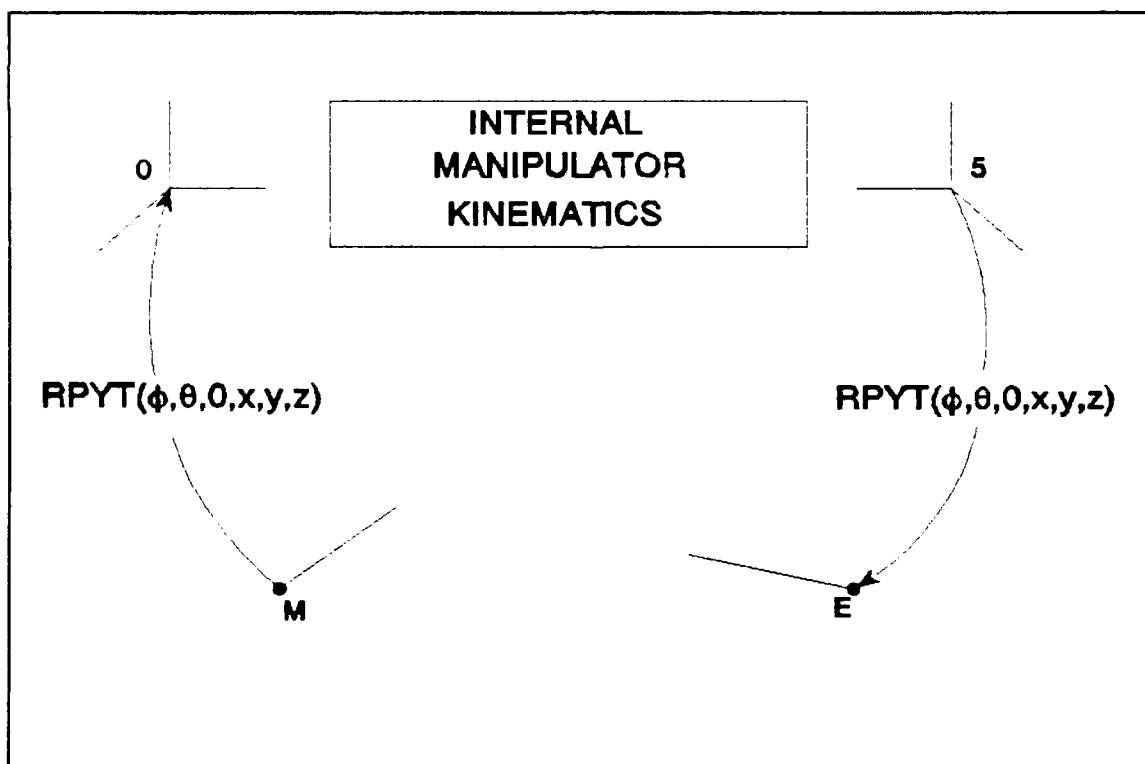 INTERNAL
MANIPULATOR
KINEMATICS
0
5
RPYT(ϕ,θ,0,x,y,z)
RPYT(ϕ,θ,0,x,y,z)
M
E